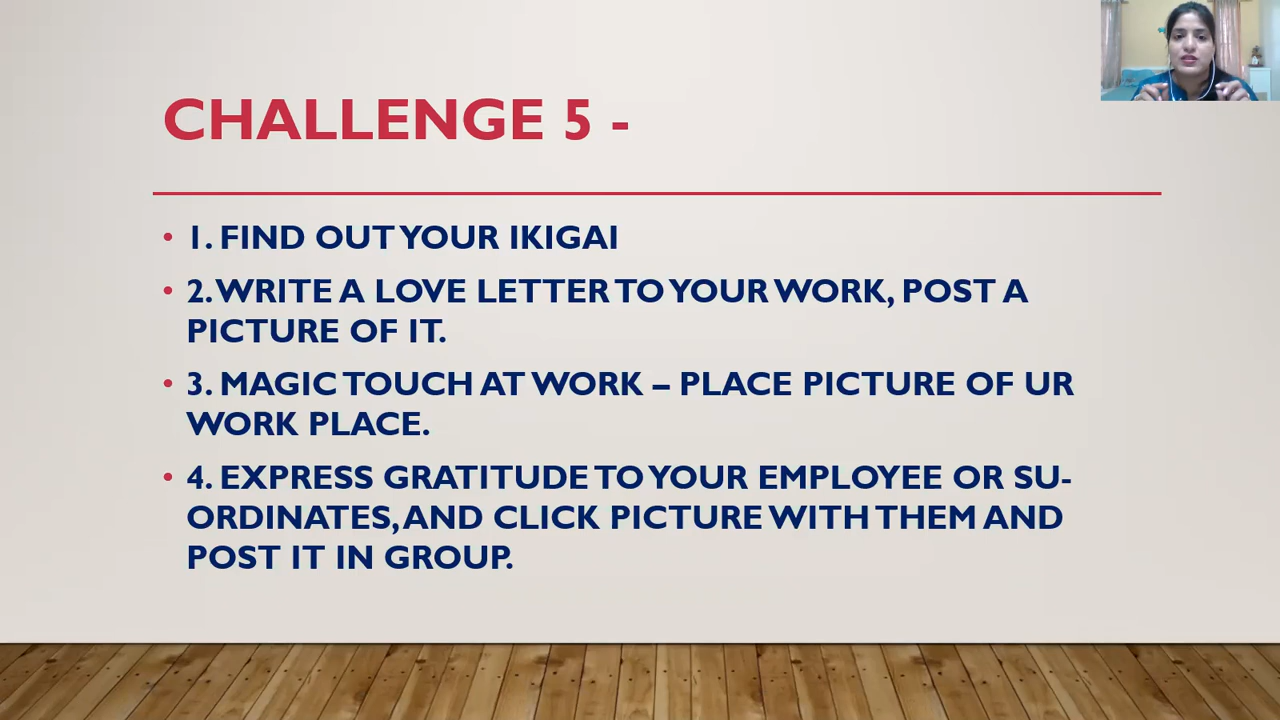 CHALLENGE 5 -
• 1. FIND OUT YOUR IKIGAI
• 2. WRITE A LOVE LETTER TO YOUR WORK, POST A
PICTURE OF IT.
• 3. MAGIC TOUCH AT WORK – PLACE PICTURE OF UR
WORK PLACE.
• 4. EXPRESS GRATITUDE TO YOUR EMPLOYEE OR SU-
ORDINATES, AND CLICK PICTURE WITH THEM AND
POST IT IN GROUP.